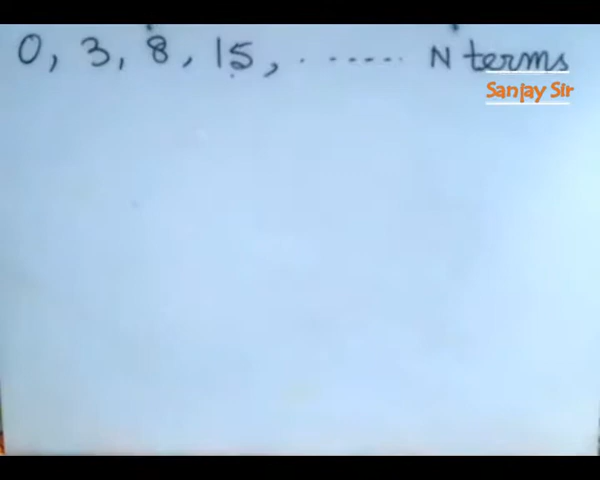 0, 3, 8, 15, ....... N terms
Sanjay Sir